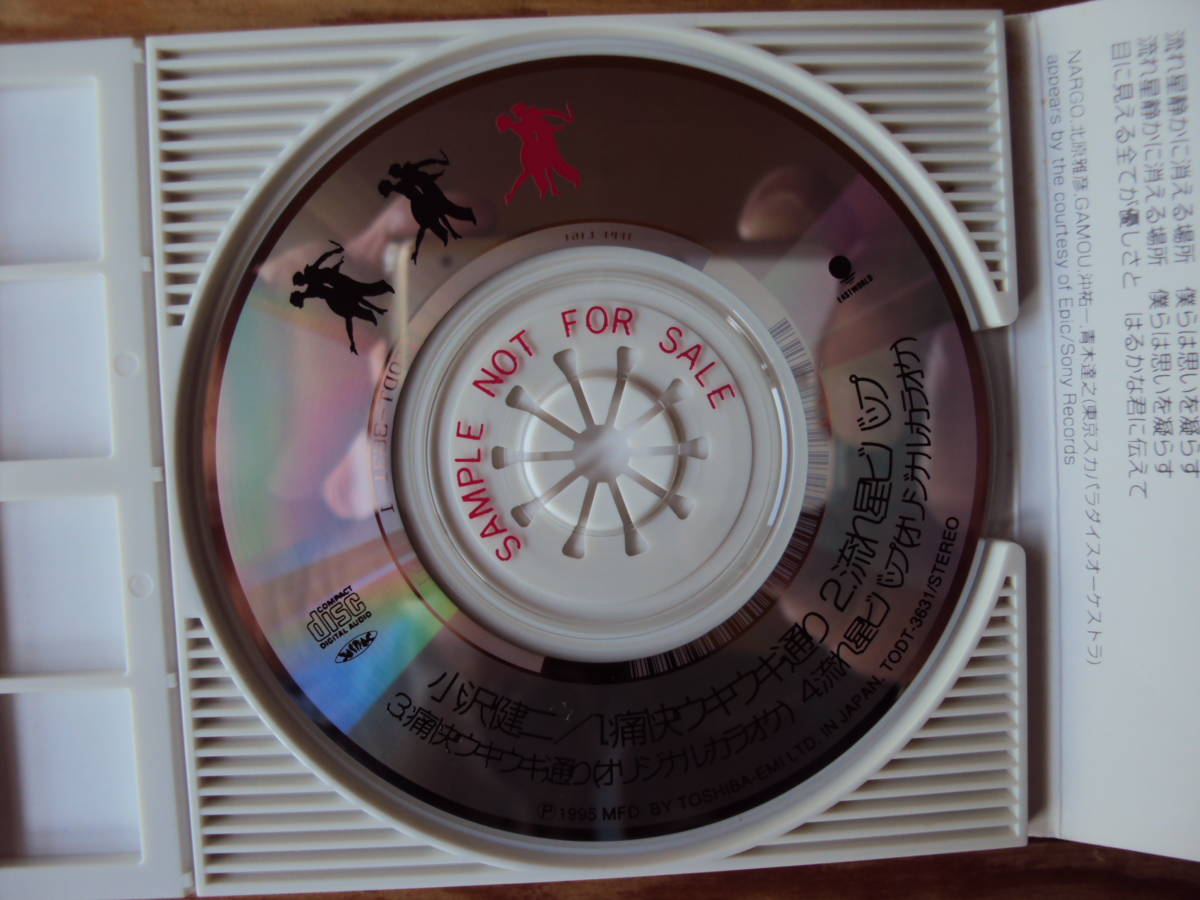 流れ星静かに消える場所　僕らは思いを凝らす
流れ星静かに消える場所　僕らは思いを凝らす
目に見える全てが優しさと　はるかな君に伝えて
NARGO,北原雅彦,GAMOU,沖祐一,青木達之(東京スカパラダイスオーケストラ)
appears by the courtesy of Epic/Sony Records
SAMPLE NOT FOR SALE
EASTWORLD
COMPACT
disc
DIGITAL AUDIO
小沢健二／1.痛快ウキウキ通り 2.流れ星ビバップ
3.痛快ウキウキ通り(オリジナルカラオケ) 4.流れ星ビバップ(オリジナルカラオケ)
Ⓟ 1995 MFD. BY TOSHIBA-EMI LTD. IN JAPAN. TODT-3631/STEREO